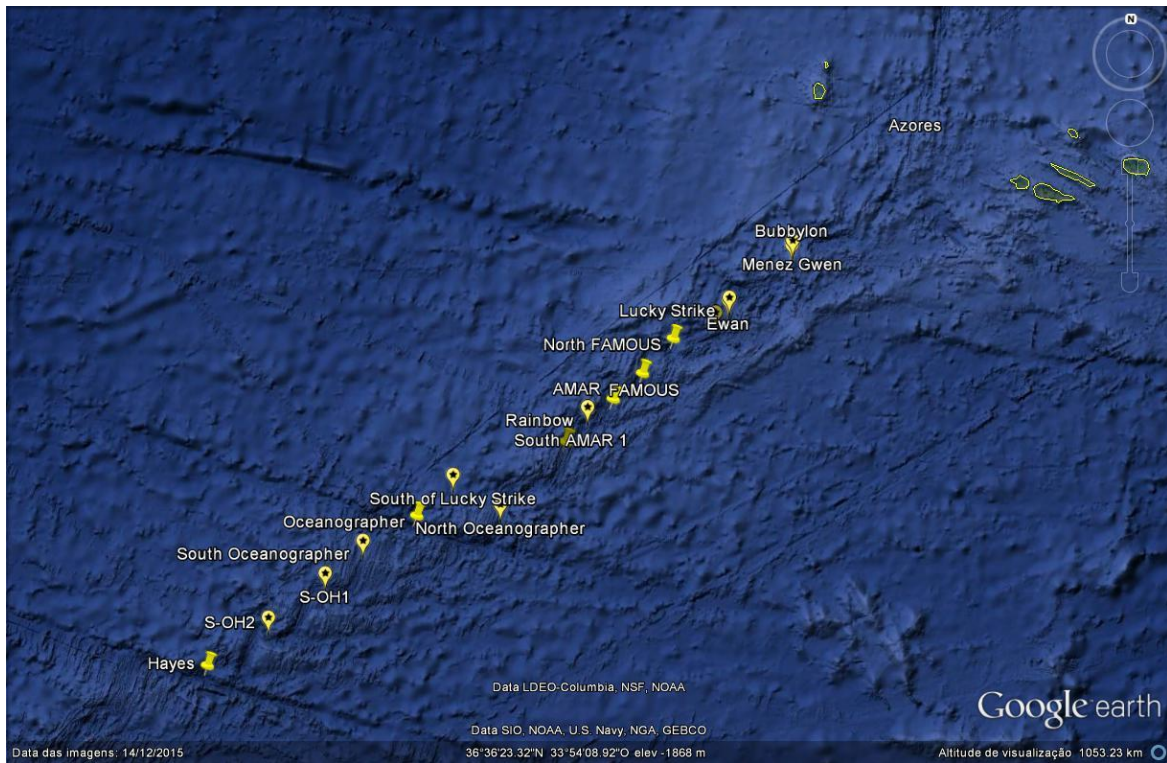 N
Azores
Bubbylon
Menez Gwen
Lucky Strike
Ewan
North FAMOUS
AMAR FAMOUS
Rainbow
South AMAR 1
South of Lucky Strike
Oceanographer
North Oceanographer
South Oceanographer
S-OH1
S-OH2
Hayes
Data LDEO-Columbia, NSF, NOAA
Google earth
Data SIO, NOAA, U.S. Navy, NGA, GEBCO
Data das imagens: 14/12/2015 36°36'23.32"N 33°54'08.92"O elev -1868 m Altitude de visualização 1053.23 km